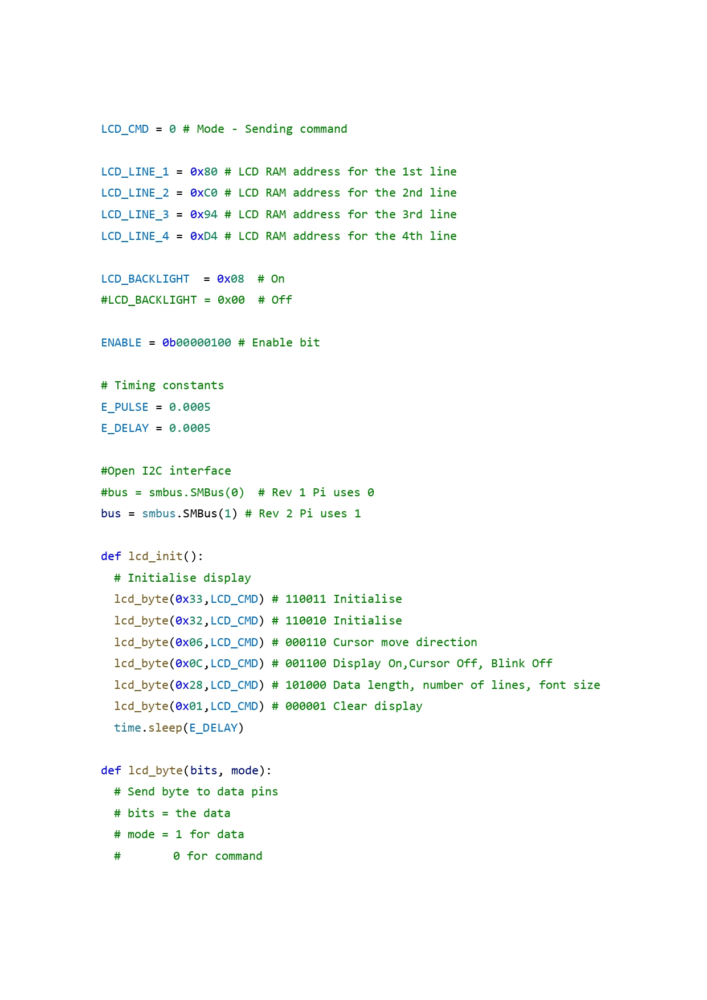 LCD_CMD = 0 # Mode - Sending command
LCD_LINE_1 = 0x80 # LCD RAM address for the 1st line
LCD_LINE_2 = 0xC0 # LCD RAM address for the 2nd line
LCD_LINE_3 = 0x94 # LCD RAM address for the 3rd line
LCD_LINE_4 = 0xD4 # LCD RAM address for the 4th line
LCD_BACKLIGHT  = 0x08  # On
#LCD_BACKLIGHT = 0x00  # Off
ENABLE = 0b00000100 # Enable bit
# Timing constants
E_PULSE = 0.0005
E_DELAY = 0.0005
#Open I2C interface
#bus = smbus.SMBus(0)  # Rev 1 Pi uses 0
bus = smbus.SMBus(1) # Rev 2 Pi uses 1
def lcd_init():
  # Initialise display
  lcd_byte(0x33,LCD_CMD) # 110011 Initialise
  lcd_byte(0x32,LCD_CMD) # 110010 Initialise
  lcd_byte(0x06,LCD_CMD) # 000110 Cursor move direction
  lcd_byte(0x0C,LCD_CMD) # 001100 Display On,Cursor Off, Blink Off
  lcd_byte(0x28,LCD_CMD) # 101000 Data length, number of lines, font size
  lcd_byte(0x01,LCD_CMD) # 000001 Clear display
  time.sleep(E_DELAY)
def lcd_byte(bits, mode):
  # Send byte to data pins
  # bits = the data
  # mode = 1 for data
  #        0 for command